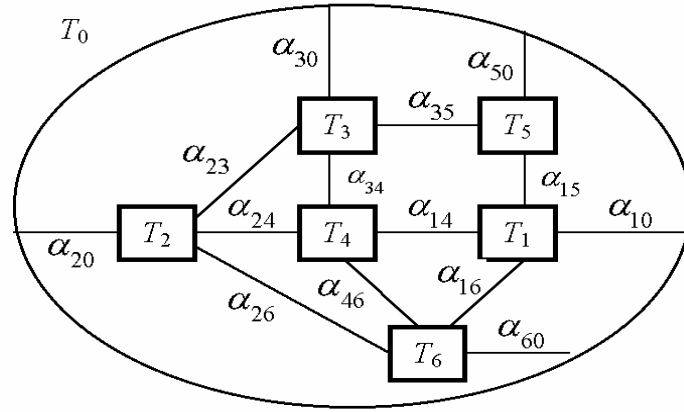 T₀
α₃₀
α₅₀
T₃
α₃₅
T₅
α₂₃
α₃₄
α₁₅
α₂₀
T₂
α₂₄
T₄
α₁₄
T₁
α₁₀
α₂₆
α₄₆
α₁₆
T₆
α₆₀